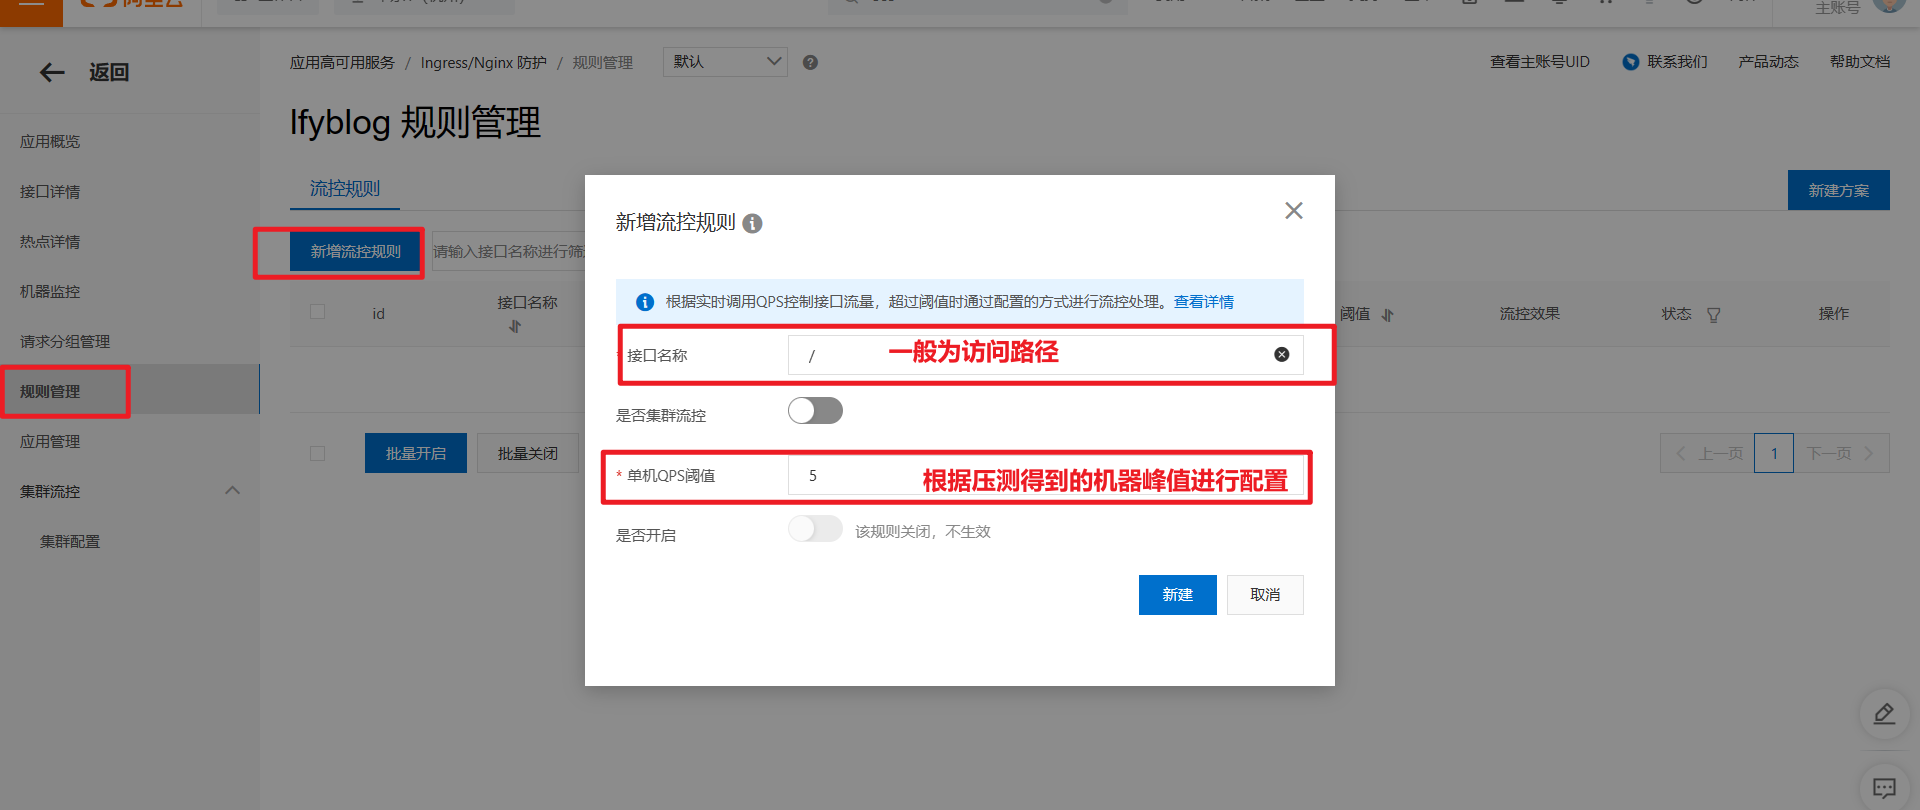 阿里云
主账号
返回
应用高可用服务 / Ingress/Nginx 防护 / 规则管理
默认
查看主账号UID
联系我们
产品动态
帮助文档
lfyblog 规则管理
应用概览
接口详情
热点详情
机器监控
请求分组管理
规则管理
应用管理
集群流控
集群配置
流控规则
新建方案
新增流控规则
请输入接口名称进行筛
id
接口名称
阈值
流控效果
状态
操作
批量开启
批量关闭
上一页
1
下一页
新增流控规则
根据实时调用QPS控制接口流量，超过阈值时通过配置的方式进行流控处理。查看详情
* 接口名称
/
一般为访问路径
是否集群流控
* 单机QPS阈值
5
根据压测得到的机器峰值进行配置
是否开启
该规则关闭，不生效
新建
取消